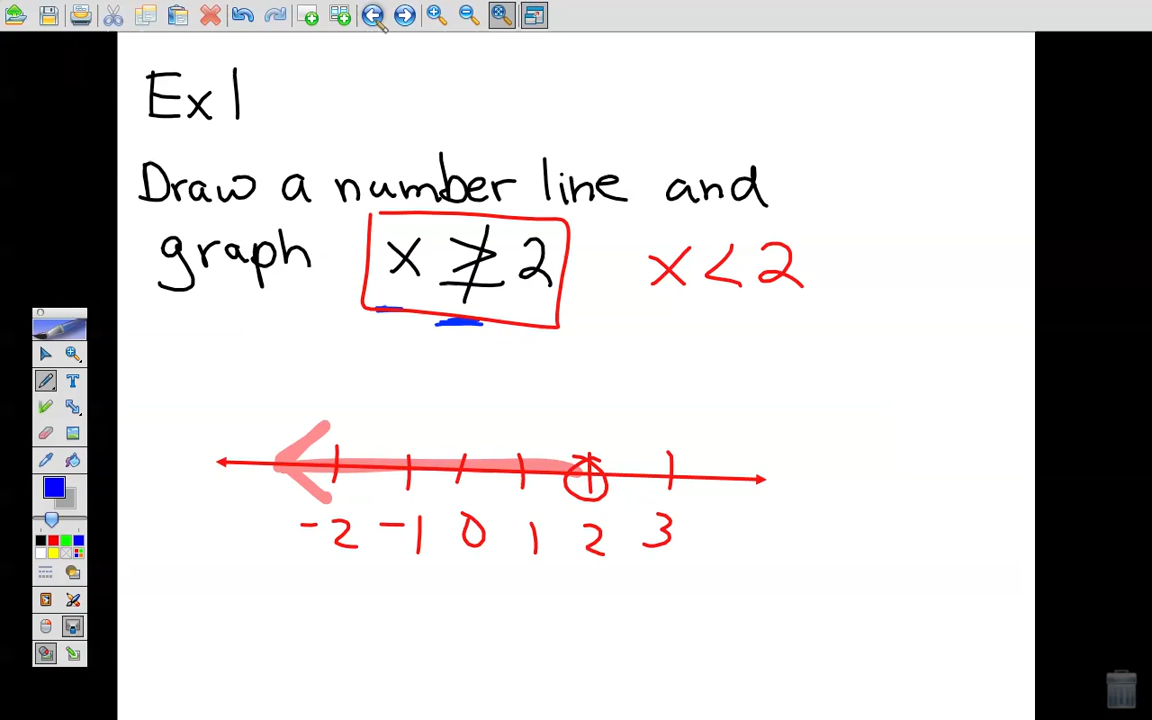 Ex 1
Draw a number line and
graph x ≱ 2 x < 2
-2 -1 0 1 2 3